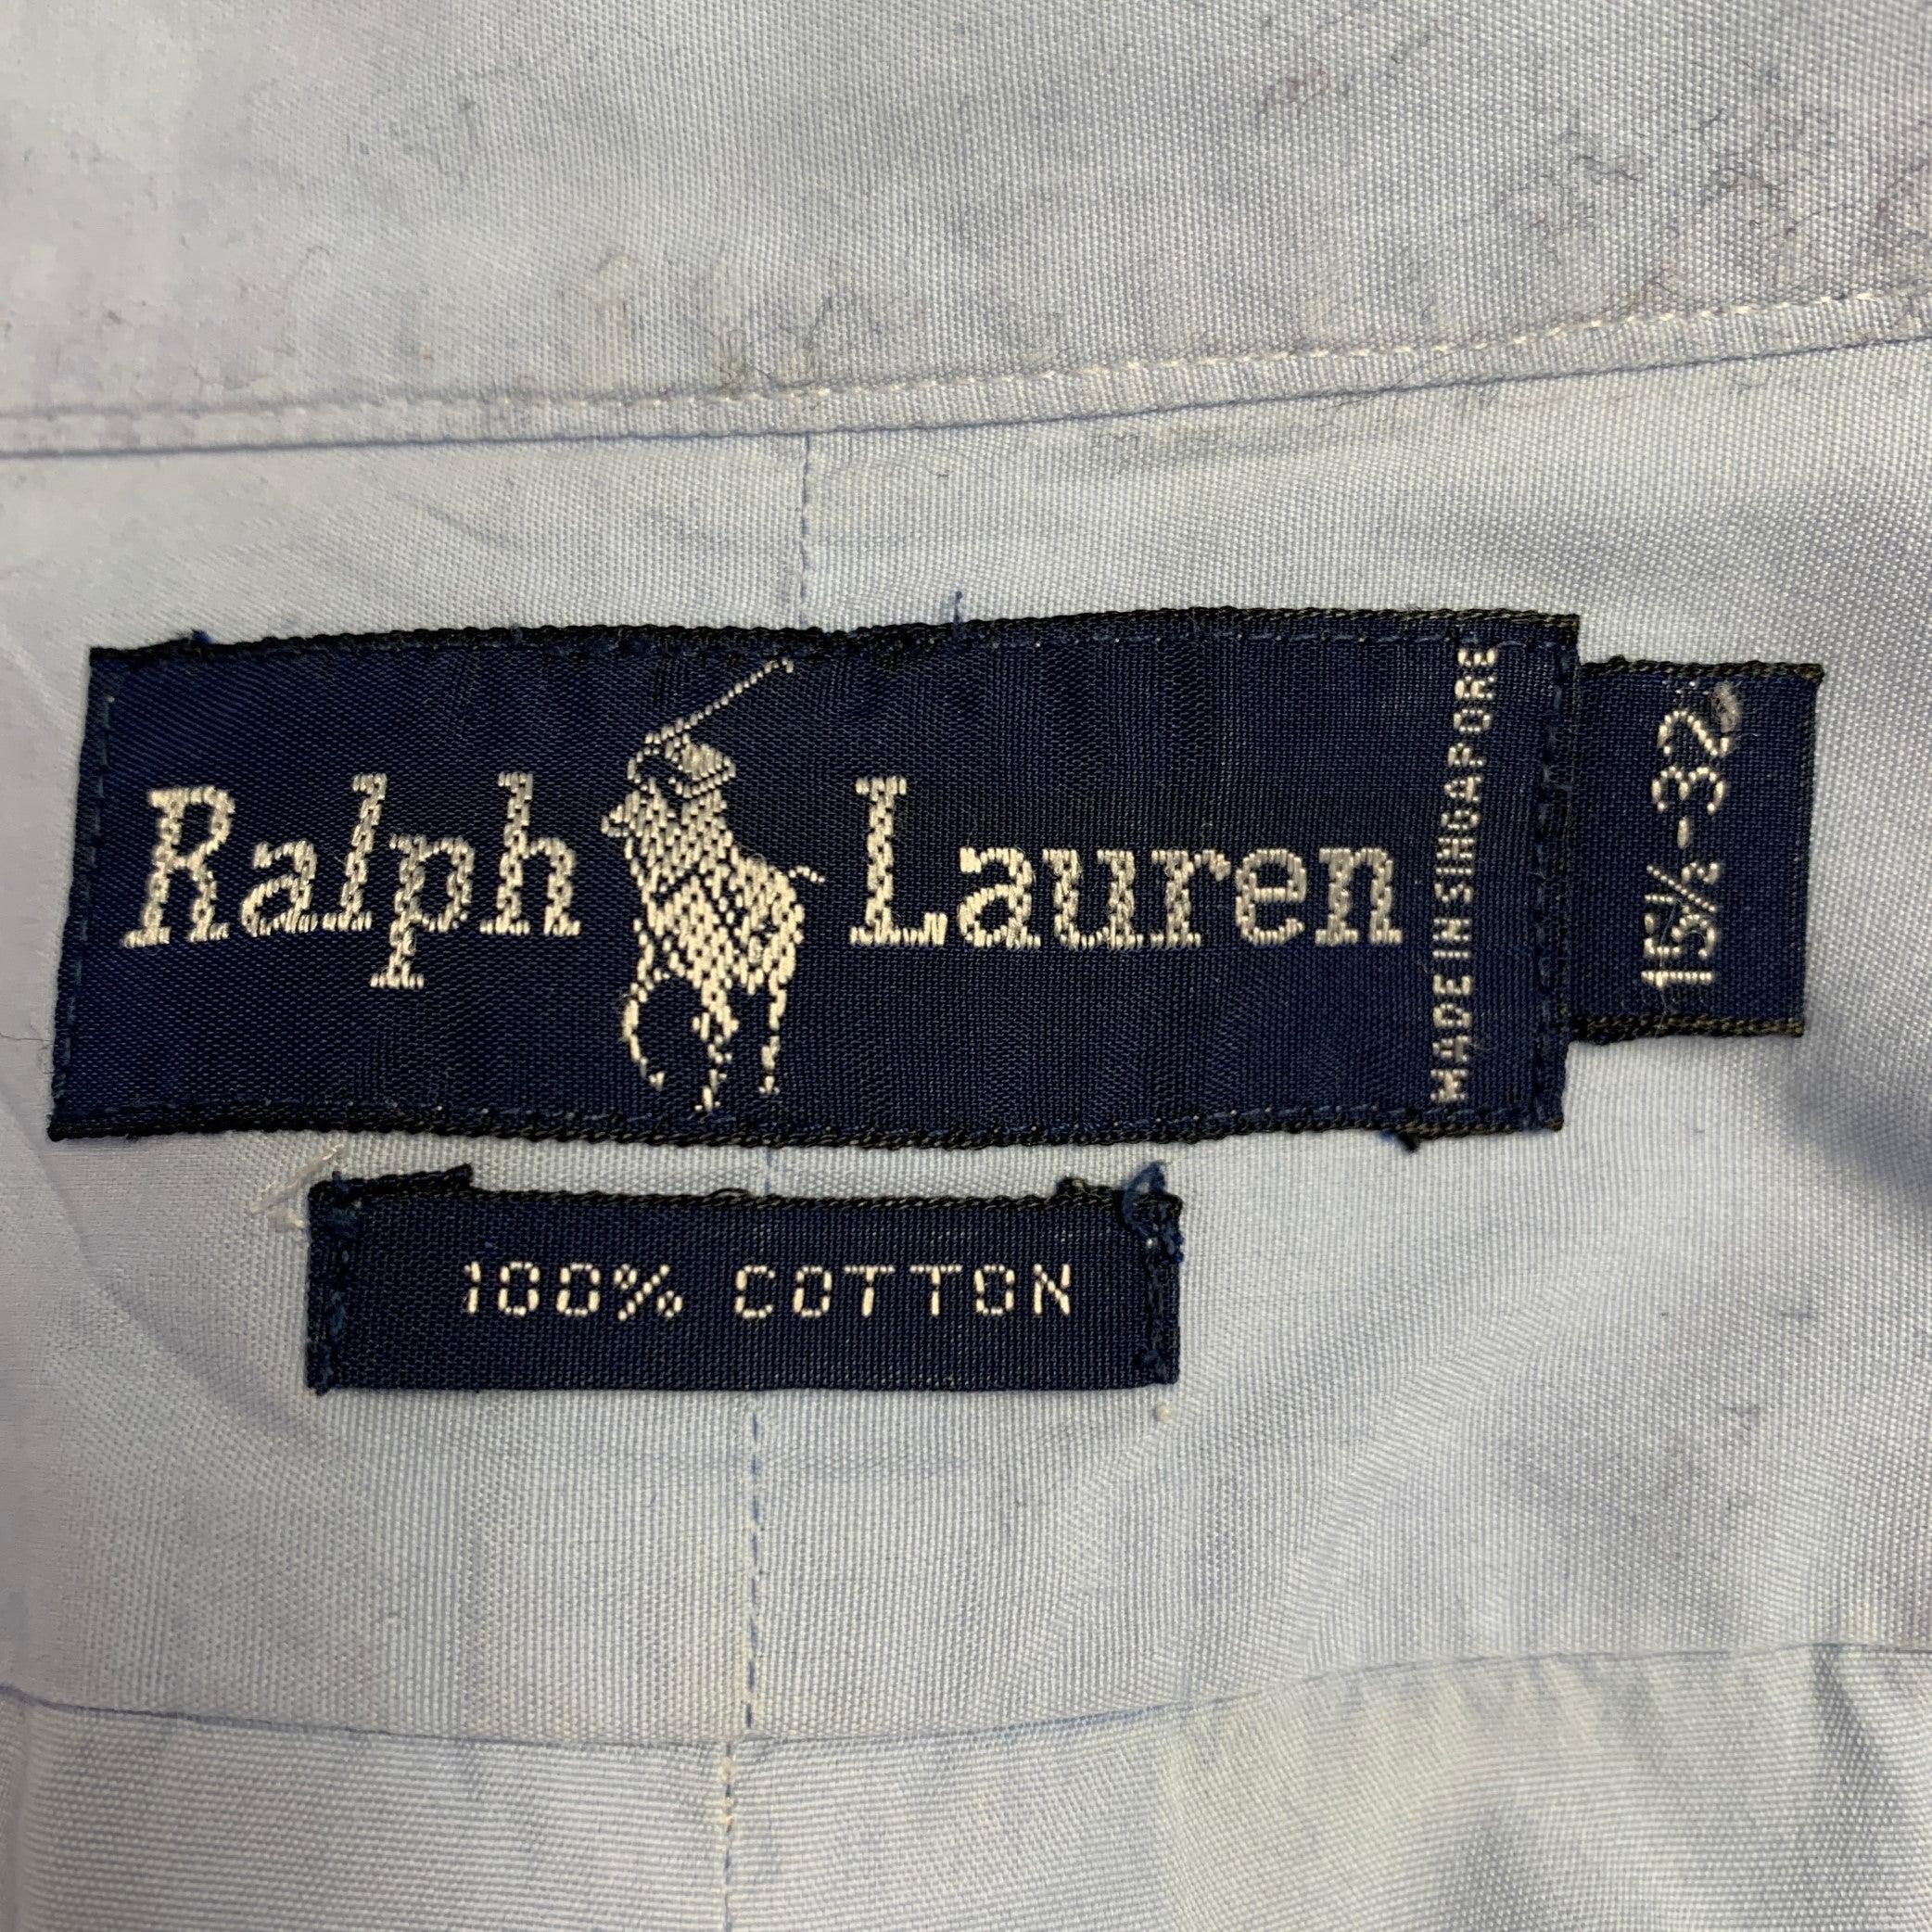 Ralph Lauren
MADE IN SINGAPORE
15½-32
100% COTTON